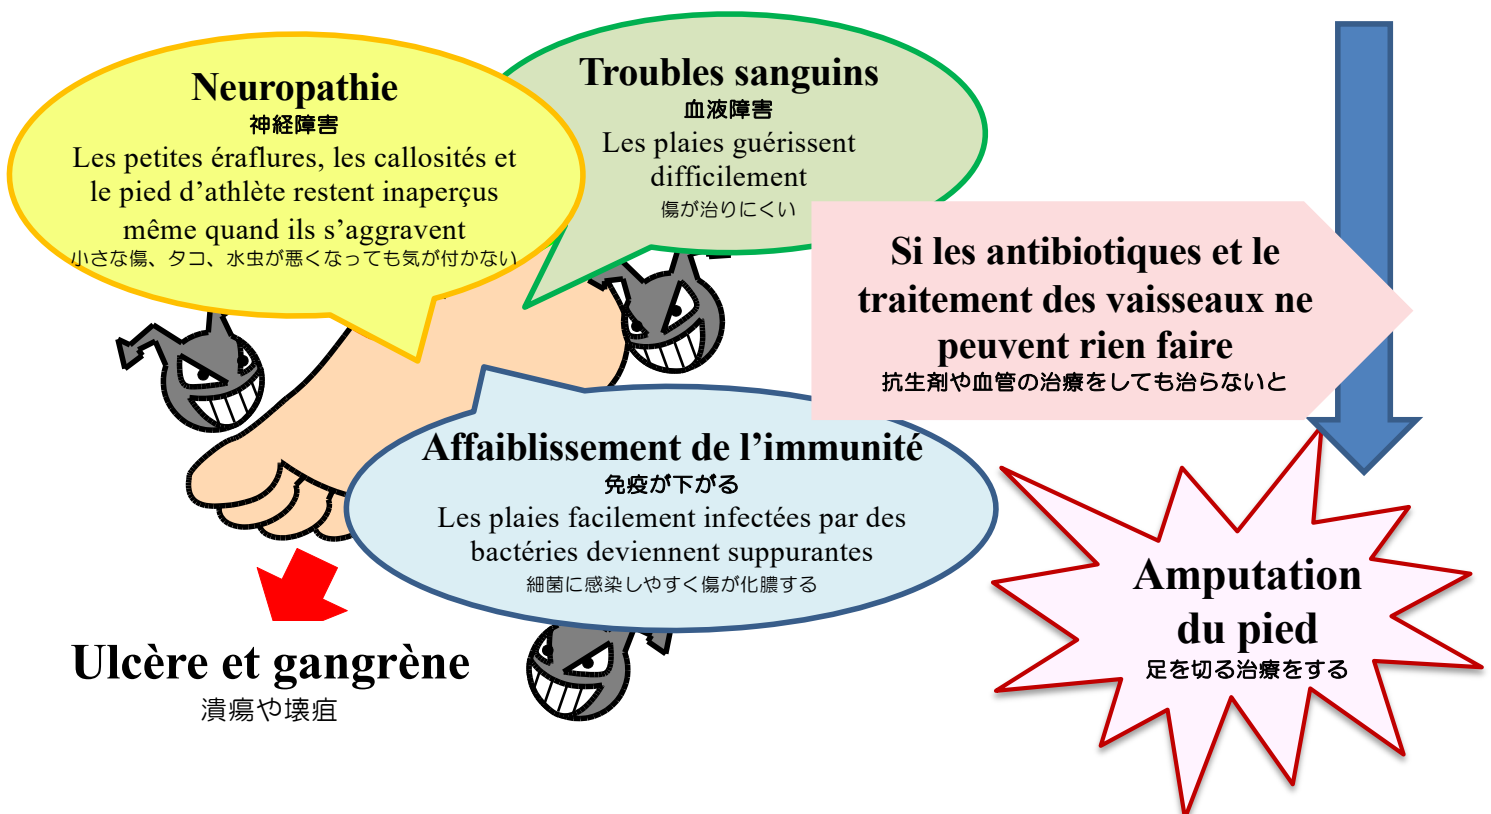 Neuropathie
神経障害
Les petites éraflures, les callosités et
le pied d’athlète restent inaperçus
même quand ils s’aggravent
小さな傷、タコ、水虫が悪くなっても気が付かない
Troubles sanguins
血液障害
Les plaies guérissent
difficilement
傷が治りにくい
Si les antibiotiques et le
traitement des vaisseaux ne
peuvent rien faire
抗生剤や血管の治療をしても治らないと
Affaiblissement de l’immunité
免疫が下がる
Les plaies facilement infectées par des
bactéries deviennent suppurantes
細菌に感染しやすく傷が化膿する
Ulcère et gangrène
潰瘍や壊疽
Amputation
du pied
足を切る治療をする